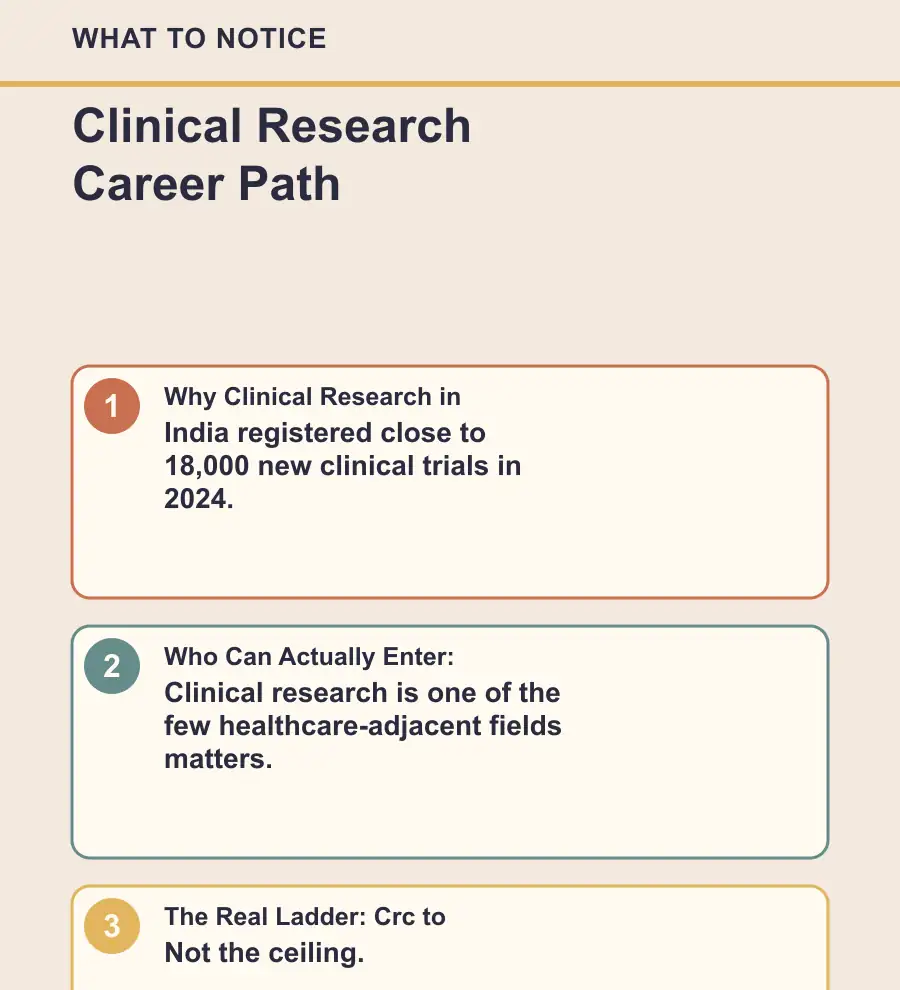 WHAT TO NOTICE
Clinical Research
Career Path
1
Why Clinical Research in
India registered close to
18,000 new clinical trials in
2024.
2
Who Can Actually Enter:
Clinical research is one of the
few healthcare-adjacent fields
matters.
3
The Real Ladder: Crc to
Not the ceiling.